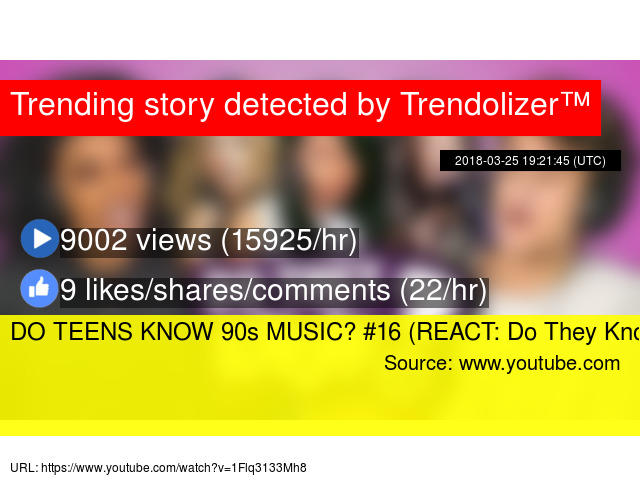 Trending story detected by Trendolizer™
2018-03-25 19:21:45 (UTC)
9002 views (15925/hr)
9 likes/shares/comments (22/hr)
DO TEENS KNOW 90s MUSIC? #16 (REACT: Do They Kno
Source: www.youtube.com
URL: https://www.youtube.com/watch?v=1Flq3133Mh8